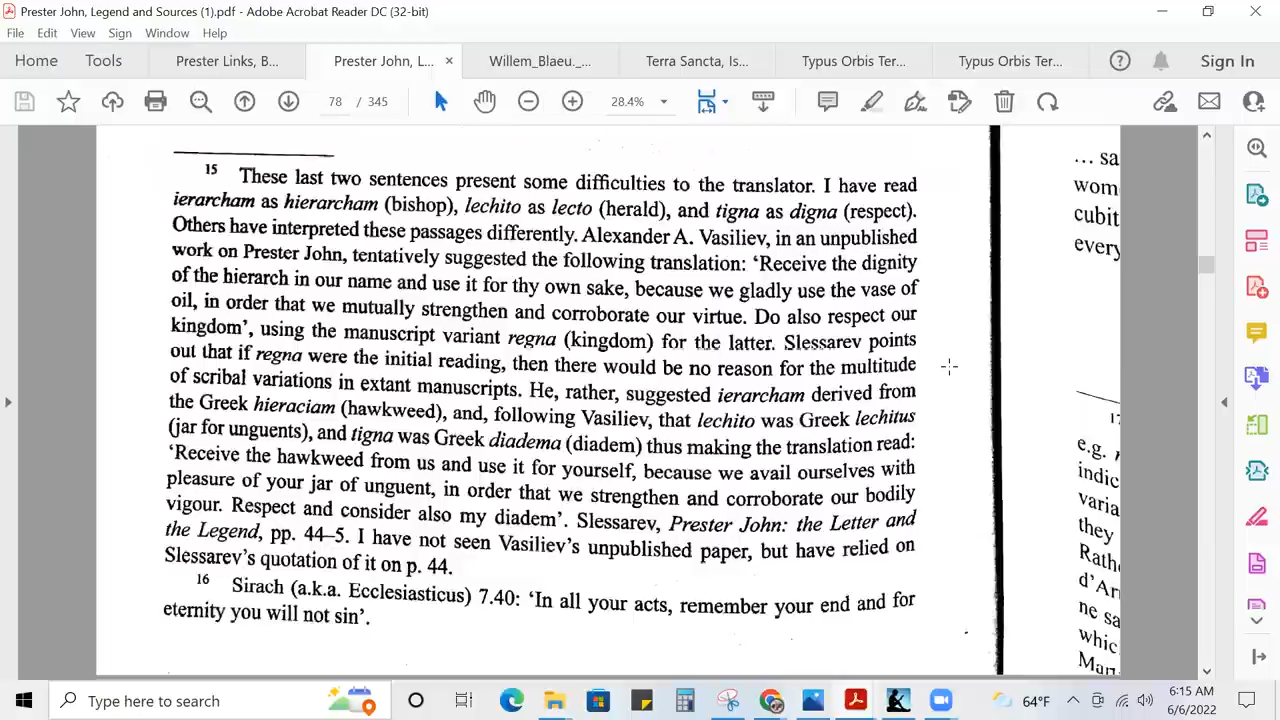 Prester John, Legend and Sources (1).pdf - Adobe Acrobat Reader DC (32-bit)
File Edit View Sign Window Help
Home Tools Prester Links, B... Prester John, L... × Willem_Blaeu._... Terra Sancta, Is... Typus Orbis Ter... Typus Orbis Ter... Sign In
78 / 345 28.4%
15 These last two sentences present some difficulties to the translator. I have read
ierarcham as hierarcham (bishop), lechito as lecto (herald), and tigna as digna (respect).
Others have interpreted these passages differently. Alexander A. Vasiliev, in an unpublished
work on Prester John, tentatively suggested the following translation: ‘Receive the dignity
of the hierarch in our name and use it for thy own sake, because we gladly use the vase of
oil, in order that we mutually strengthen and corroborate our virtue. Do also respect our
kingdom’, using the manuscript variant regna (kingdom) for the latter. Slessarev points
out that if regna were the initial reading, then there would be no reason for the multitude
of scribal variations in extant manuscripts. He, rather, suggested ierarcham derived from
the Greek hieraciam (hawkweed), and, following Vasiliev, that lechito was Greek lechitus
(jar for unguents), and tigna was Greek diadema (diadem) thus making the translation read:
‘Receive the hawkweed from us and use it for yourself, because we avail ourselves with
pleasure of your jar of unguent, in order that we strengthen and corroborate our bodily
vigour. Respect and consider also my diadem’. Slessarev, Prester John: the Letter and
the Legend, pp. 44–5. I have not seen Vasiliev’s unpublished paper, but have relied on
Slessarev’s quotation of it on p. 44.
16 Sirach (a.k.a. Ecclesiasticus) 7.40: ‘In all your acts, remember your end and for
eternity you will not sin’.
... sa
wom
cubit
every
17
e.g.
indic
varia
they
Rath
d’Ar
ne sa
whic
Type here to search
64°F
6:15 AM
6/6/2022